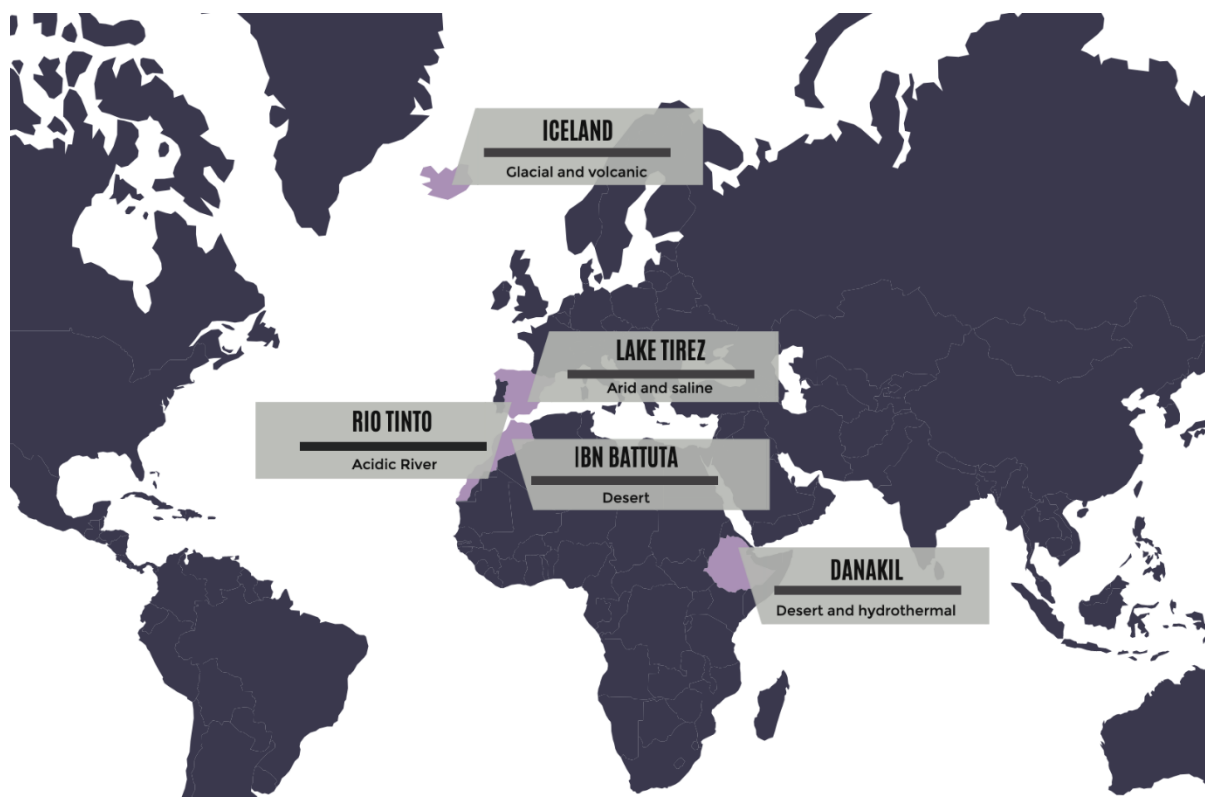 ICELAND
Glacial and volcanic
LAKE TIREZ
Arid and saline
RIO TINTO
Acidic River
IBN BATTUTA
Desert
DANAKIL
Desert and hydrothermal